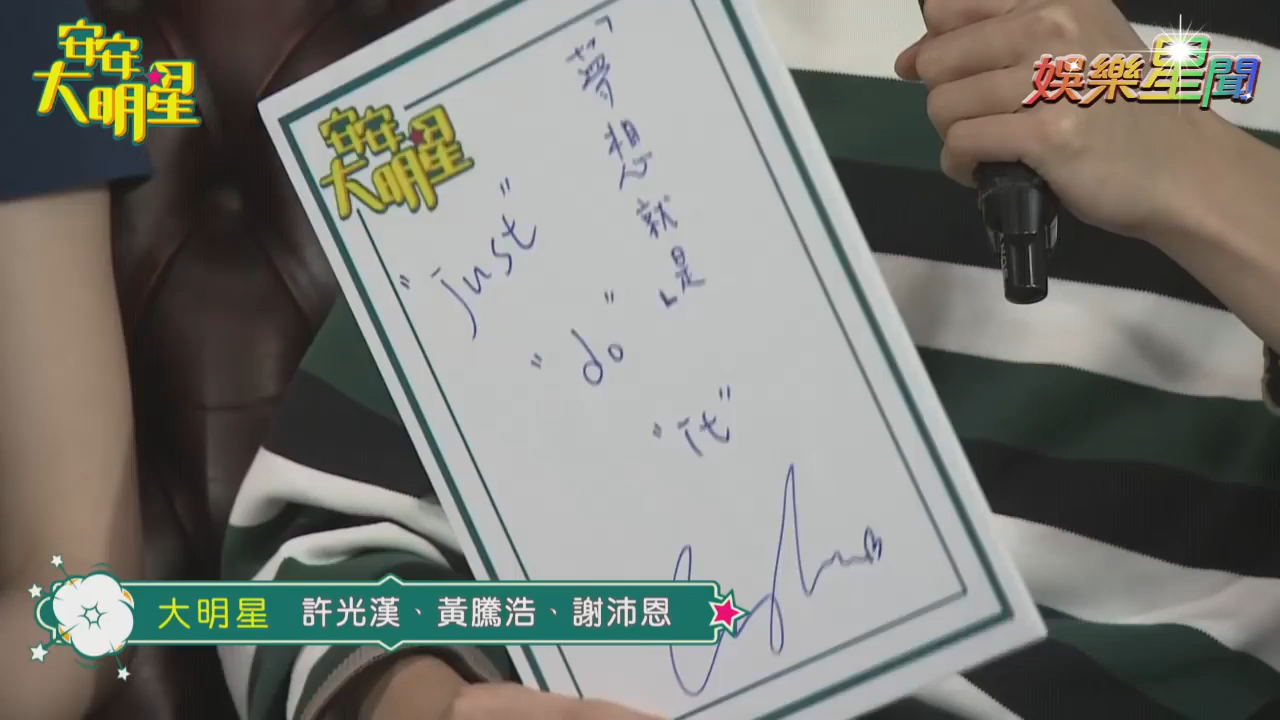 安安
大明星
娛樂星聞
安安
大明星
「夢想就是」
"just"
"do"
"it"
大明星 許光漢、黃騰浩、謝沛恩